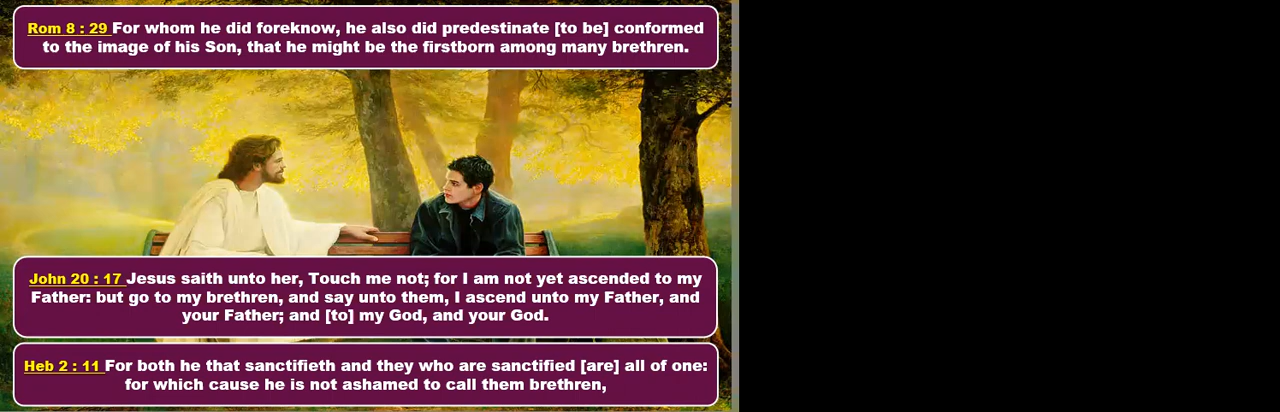 Rom 8 : 29 For whom he did foreknow, he also did predestinate [to be] conformed
to the image of his Son, that he might be the firstborn among many brethren.
John 20 : 17 Jesus saith unto her, Touch me not; for I am not yet ascended to my
Father: but go to my brethren, and say unto them, I ascend unto my Father, and
your Father; and [to] my God, and your God.
Heb 2 : 11 For both he that sanctifieth and they who are sanctified [are] all of one:
for which cause he is not ashamed to call them brethren,